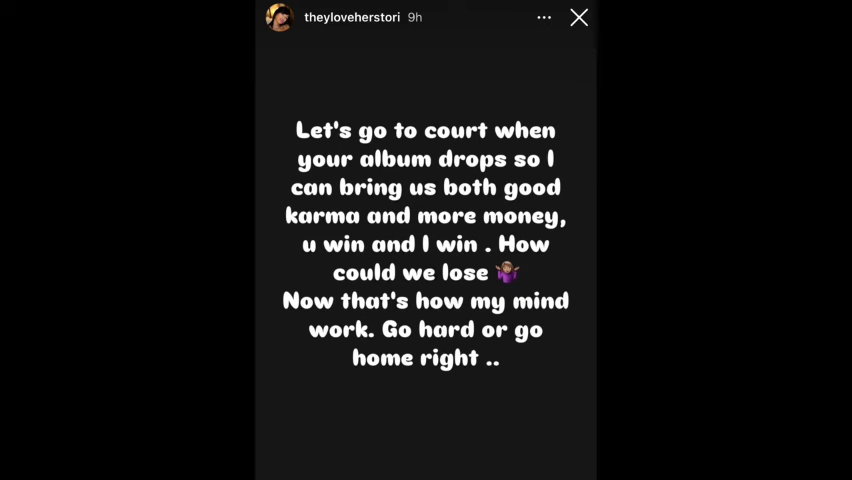 theyloveherstori 9h
Let's go to court when
your album drops so I
can bring us both good
karma and more money,
u win and I win . How
could we lose 🤷🏽‍♀️
Now that's how my mind
work. Go hard or go
home right ..